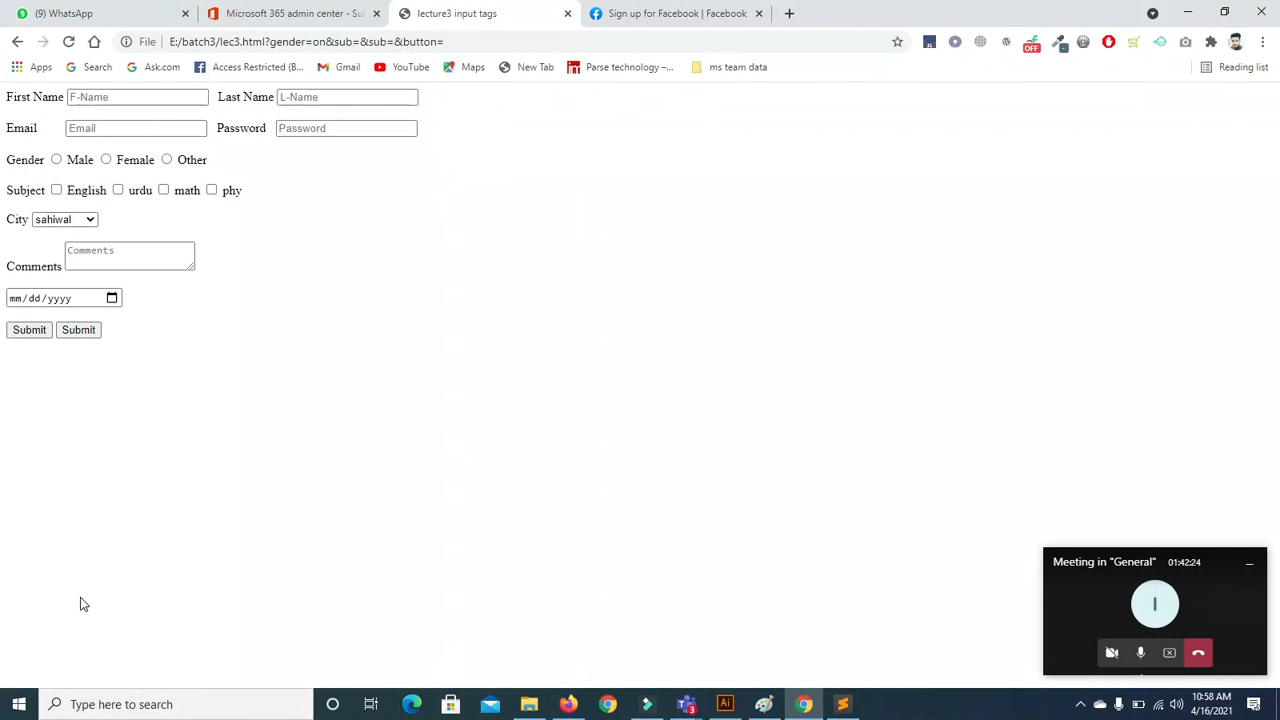 (9) WhatsApp
Microsoft 365 admin center - Su
lecture3 input tags
Sign up for Facebook | Facebook
File E:/batch3/lec3.html?gender=on&sub=&sub=&button=
OFF
Apps Search Ask.com Access Restricted (B... Gmail YouTube Maps New Tab Parse technology –... ms team data Reading list
First Name F-Name Last Name L-Name
Email Email Password Password
Gender Male Female Other
Subject English urdu math phy
City sahiwal
Comments Comments
mm/dd/yyyy
Submit Submit
Meeting in "General" 01:42:24
I
Type here to search
3
10:58 AM
4/16/2021